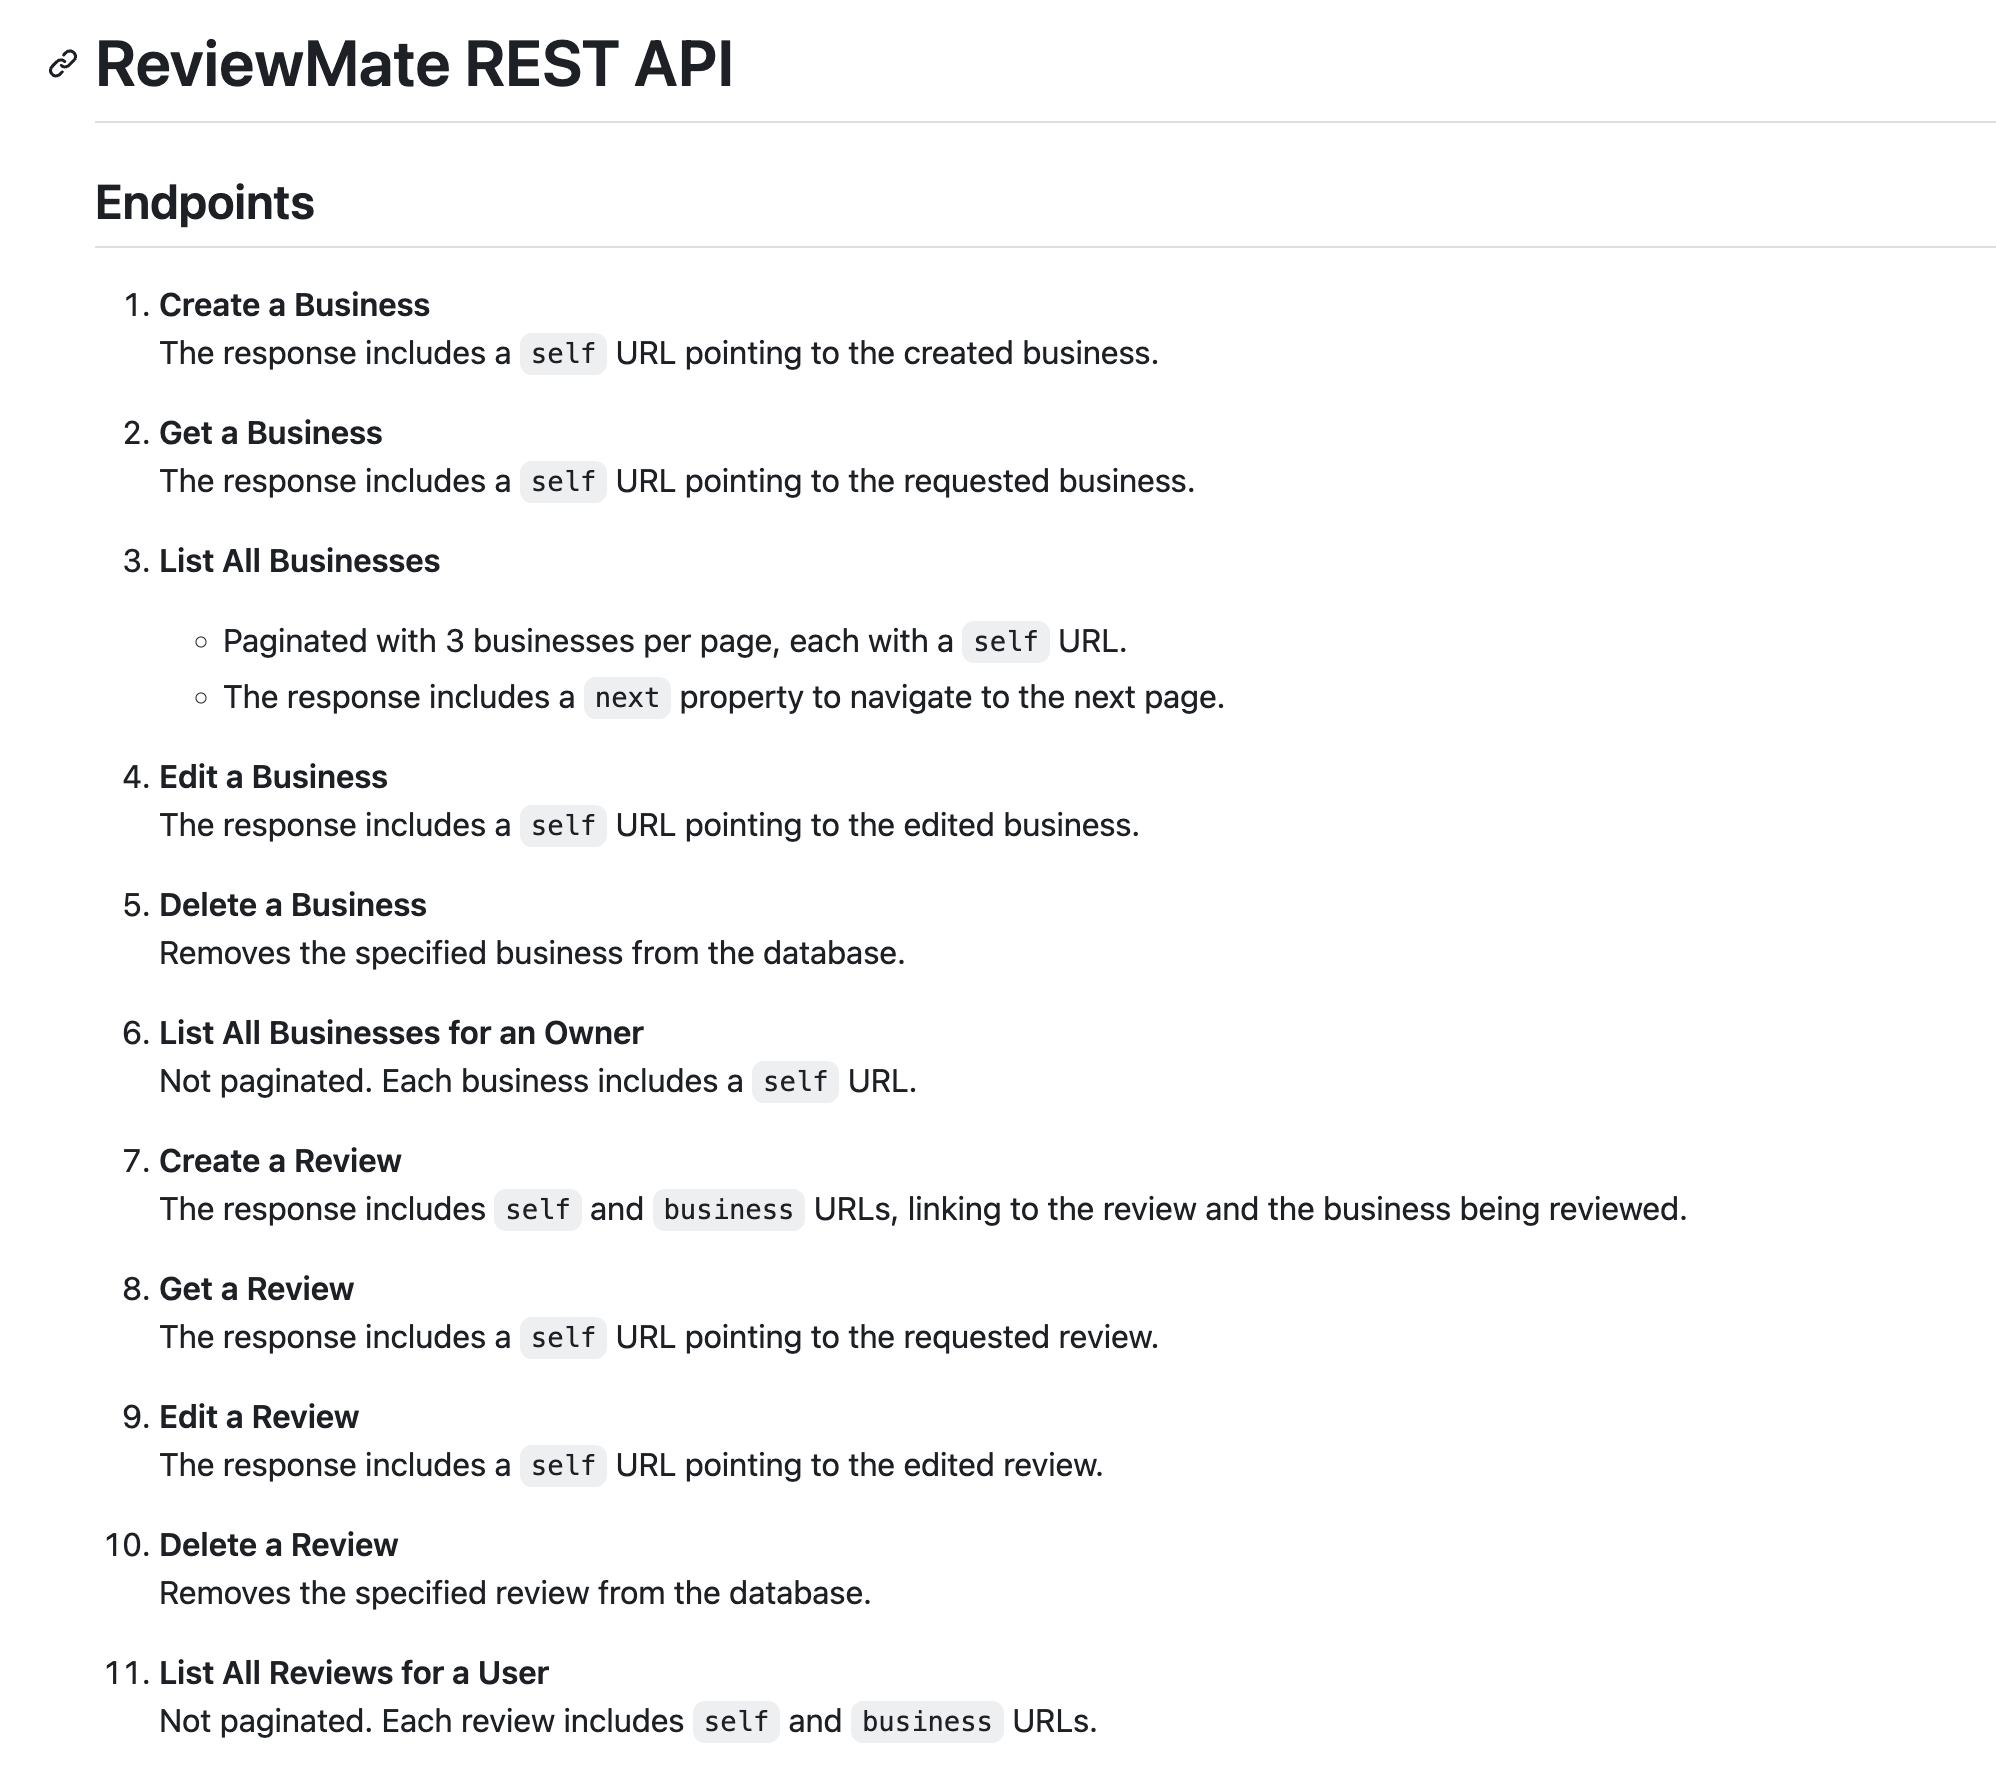 ReviewMate REST API
Endpoints
1. Create a Business
The response includes a self URL pointing to the created business.
2. Get a Business
The response includes a self URL pointing to the requested business.
3. List All Businesses
Paginated with 3 businesses per page, each with a self URL.
The response includes a next property to navigate to the next page.
4. Edit a Business
The response includes a self URL pointing to the edited business.
5. Delete a Business
Removes the specified business from the database.
6. List All Businesses for an Owner
Not paginated. Each business includes a self URL.
7. Create a Review
The response includes self and business URLs, linking to the review and the business being reviewed.
8. Get a Review
The response includes a self URL pointing to the requested review.
9. Edit a Review
The response includes a self URL pointing to the edited review.
10. Delete a Review
Removes the specified review from the database.
11. List All Reviews for a User
Not paginated. Each review includes self and business URLs.